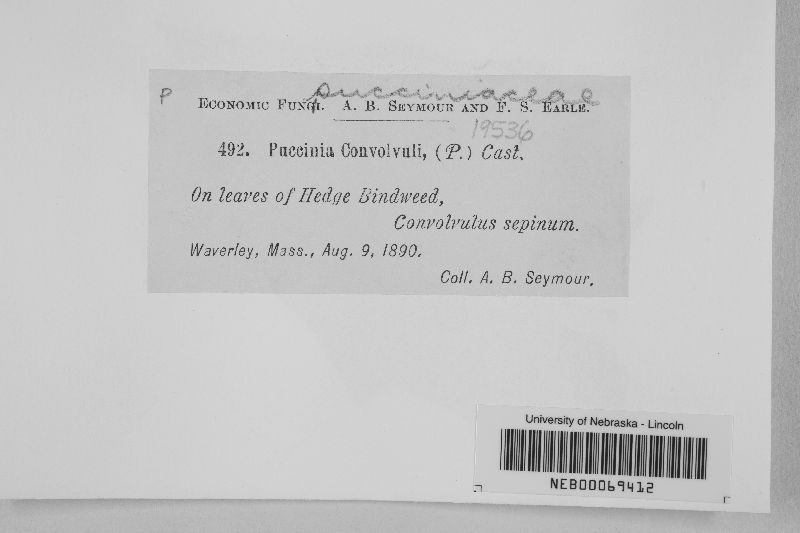 P
pucciniaceae
Economic Fungi. A. B. Seymour and F. S. Earle.
19536
492. Puccinia Convolvuli, (P.) Cast.
On leaves of Hedge Bindweed,
Convolvulus sepinum.
Waverley, Mass., Aug. 9, 1890.
Coll. A. B. Seymour.
University of Nebraska - Lincoln
NEB00069412